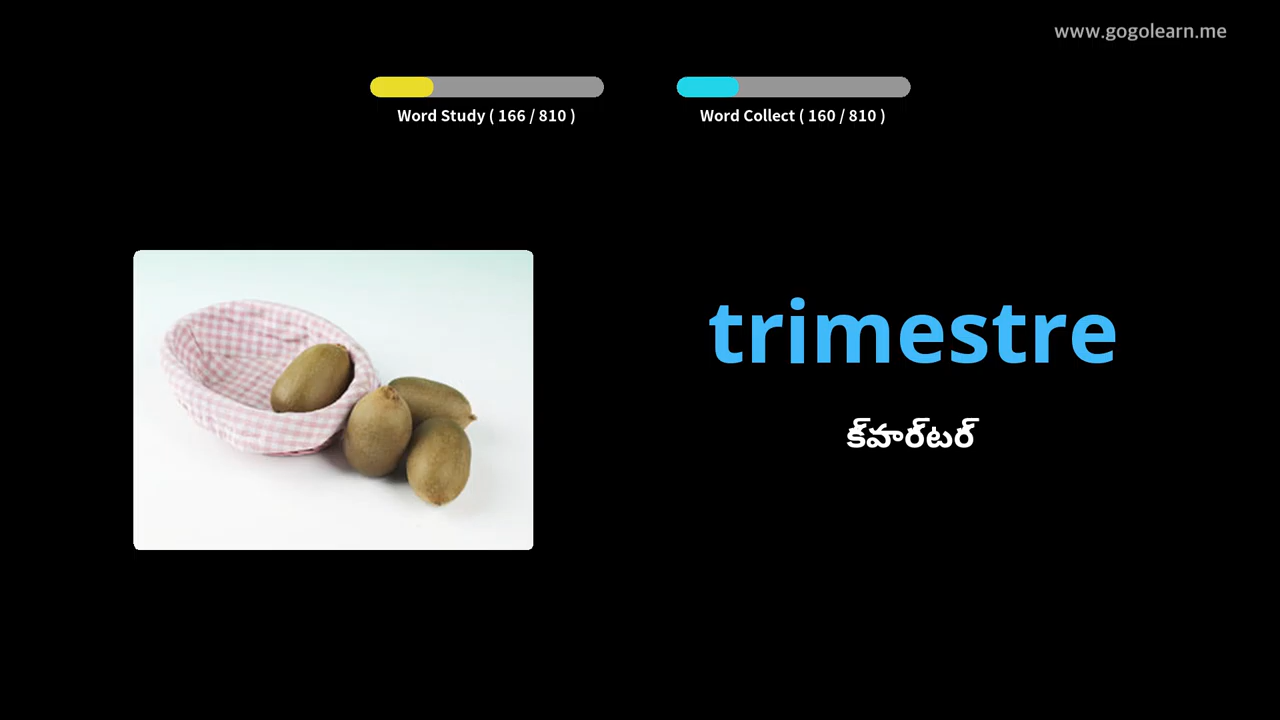 www.gogolearn.me
Word Study ( 166 / 810 )
Word Collect ( 160 / 810 )
trimestre
క్‌వార్‌టర్